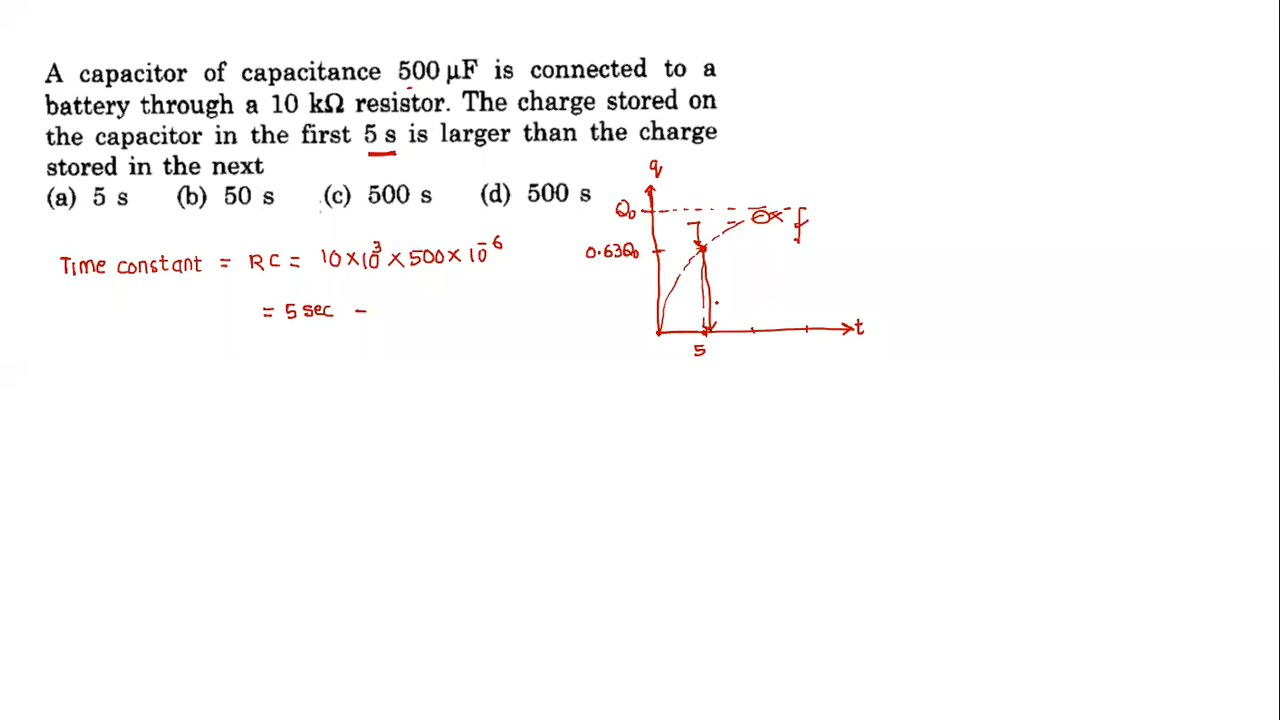 A capacitor of capacitance 500 μF is connected to a
battery through a 10 kΩ resistor. The charge stored on
the capacitor in the first 5 s is larger than the charge
stored in the next
(a) 5 s (b) 50 s (c) 500 s (d) 500 s
Time constant = RC = 10×10³×500×10⁻⁶
= 5 sec -
q
Q₀
0.63Q₀
t
5